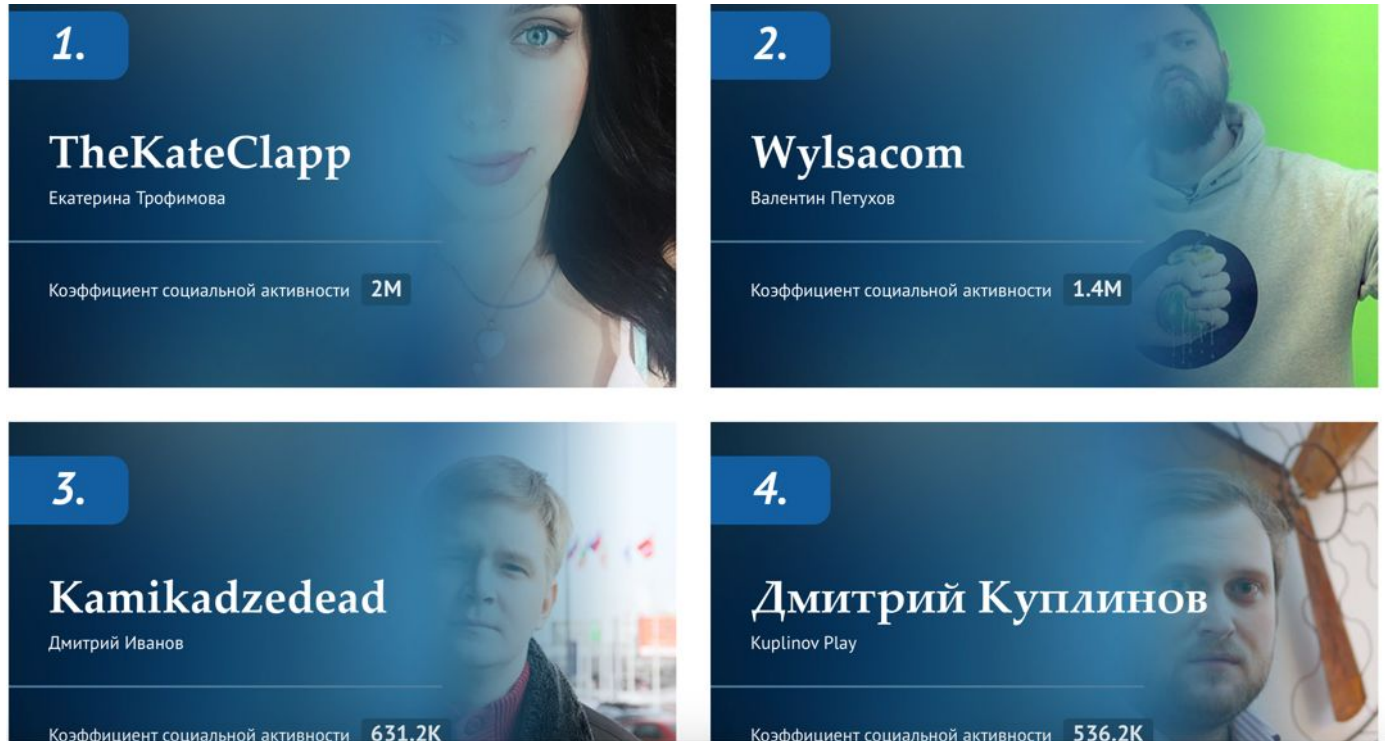 1.
TheKateClapp
Екатерина Трофимова
Коэффициент социальной активности 2M
2.
Wylsacom
Валентин Петухов
Коэффициент социальной активности 1.4M
3.
Kamikadzedead
Дмитрий Иванов
Коэффициент социальной активности 631.2K
4.
Дмитрий Куплинов
Kuplinov Play
Коэффициент социальной активности 536.2K